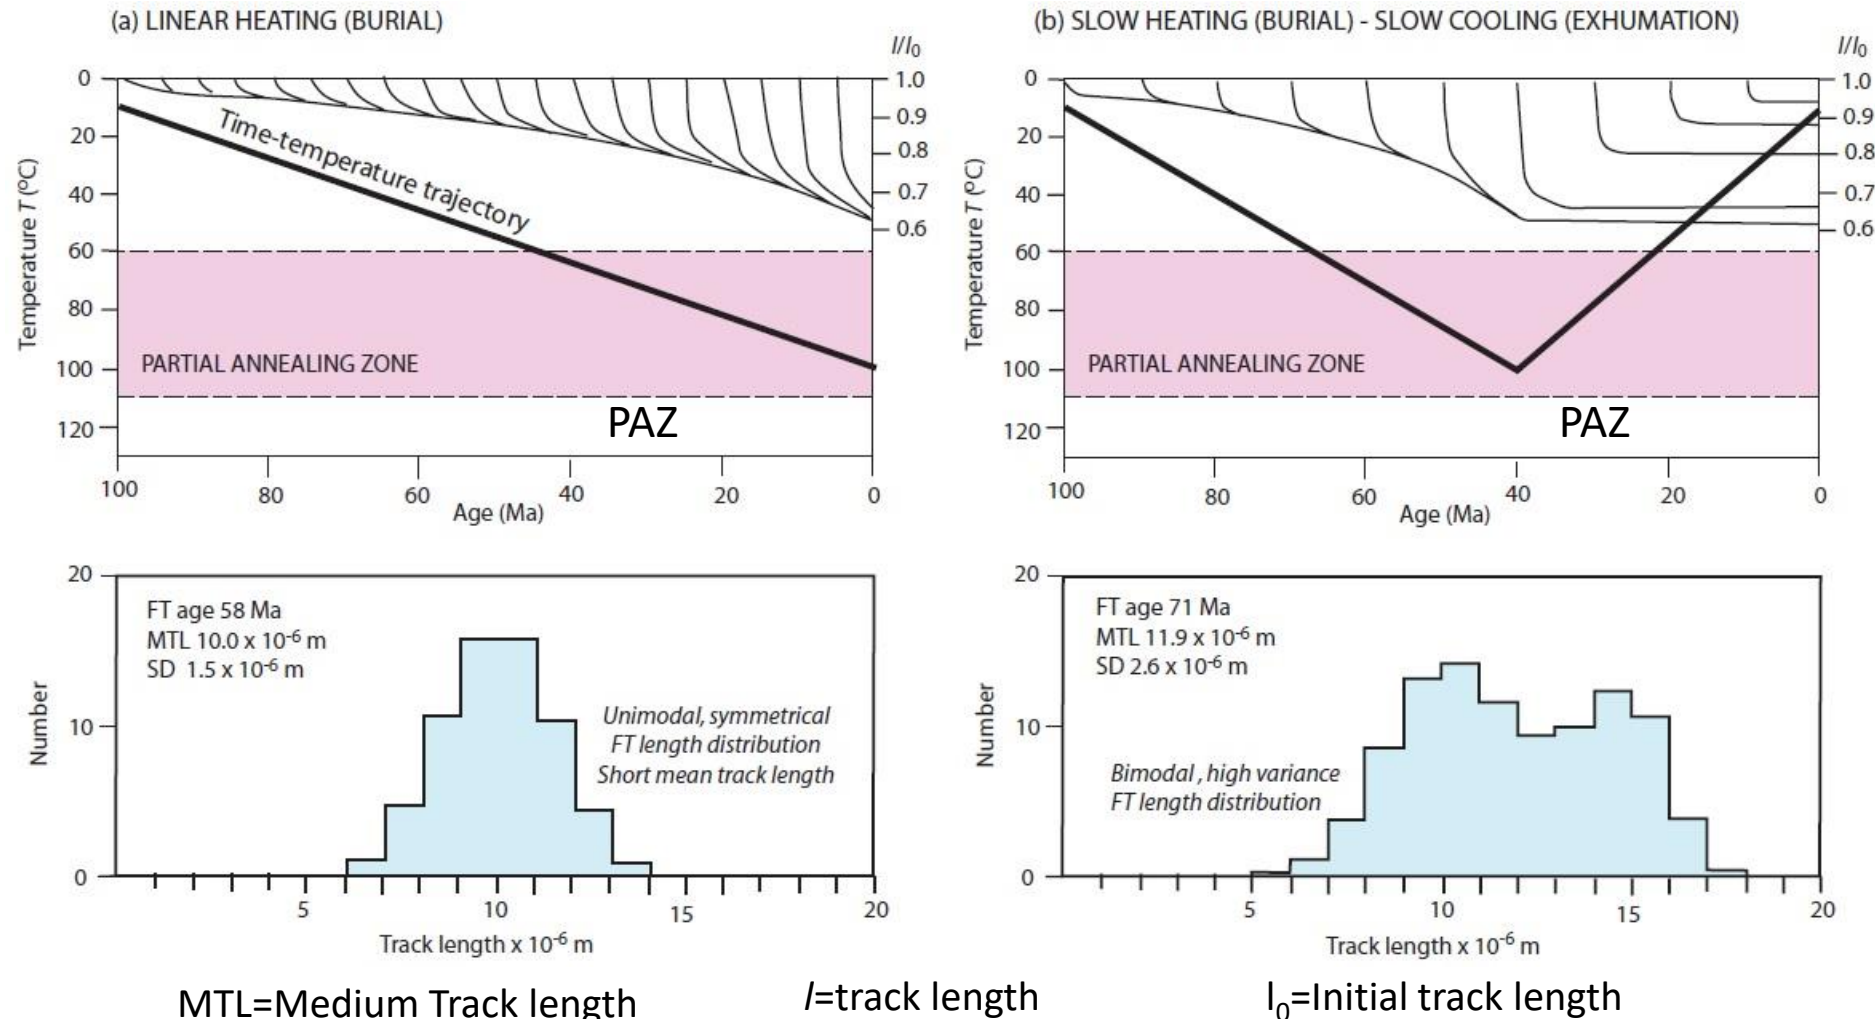 (a) LINEAR HEATING (BURIAL)
l/l0
0
20
40
60
80
100
120
Temperature T (ºC)
1.0
0.9
0.8
0.7
0.6
Time-temperature trajectory
PARTIAL ANNEALING ZONE
PAZ
100
80
60
40
20
0
Age (Ma)
(b) SLOW HEATING (BURIAL) - SLOW COOLING (EXHUMATION)
l/l0
0
20
40
60
80
100
120
Temperature T (ºC)
1.0
0.9
0.8
0.7
0.6
PARTIAL ANNEALING ZONE
PAZ
100
80
60
40
20
0
Age (Ma)
20
10
0
Number
FT age 58 Ma
MTL 10.0 x 10-6 m
SD 1.5 x 10-6 m
Unimodal, symmetrical
FT length distribution
Short mean track length
5
10
15
20
Track length x 10-6 m
20
10
0
Number
FT age 71 Ma
MTL 11.9 x 10-6 m
SD 2.6 x 10-6 m
Bimodal , high variance
FT length distribution
5
10
15
20
Track length x 10-6 m
MTL=Medium Track length
l=track length
l0=Initial track length